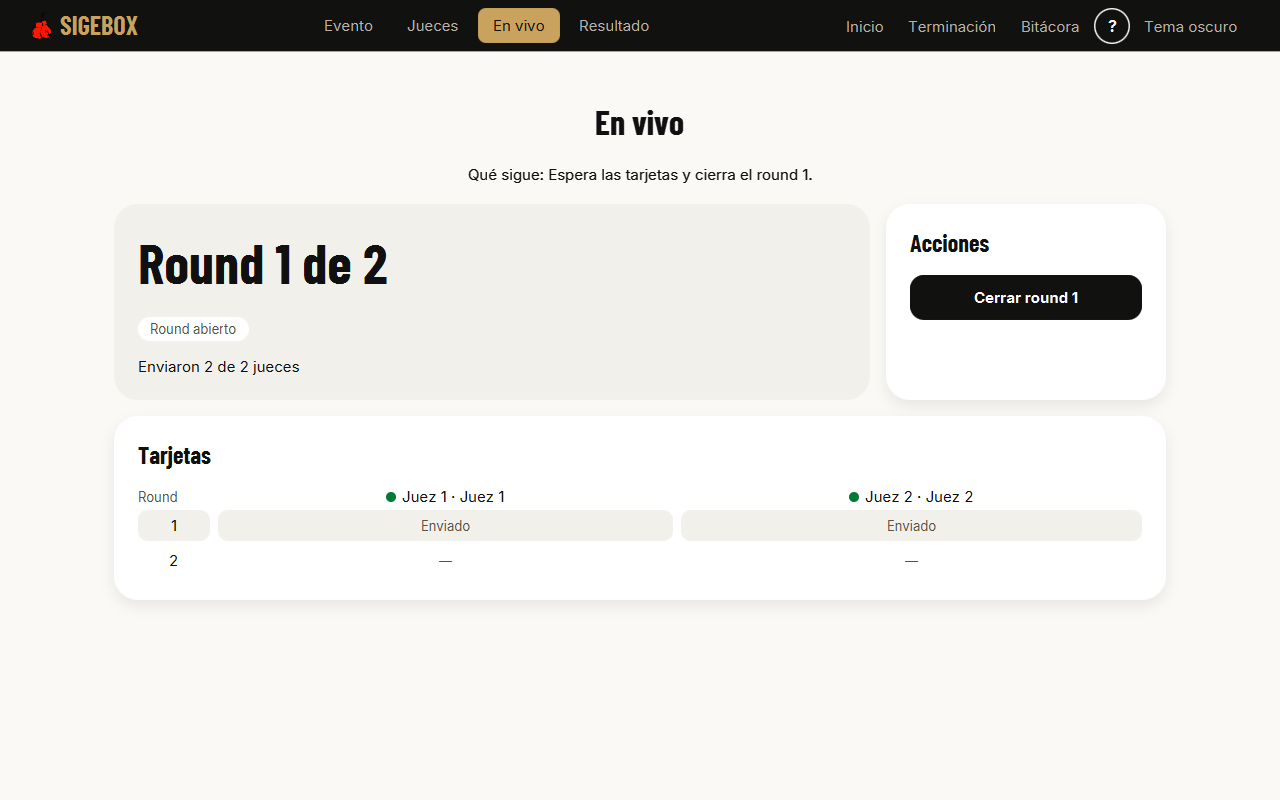 SIGEBOX
Evento Jueces En vivo Resultado
Inicio Terminación Bitácora ? Tema oscuro
En vivo
Qué sigue: Espera las tarjetas y cierra el round 1.
Round 1 de 2
Round abierto
Enviaron 2 de 2 jueces
Acciones
Cerrar round 1
Tarjetas
Round Juez 1 · Juez 1 Juez 2 · Juez 2
1 Enviado Enviado
2 — —